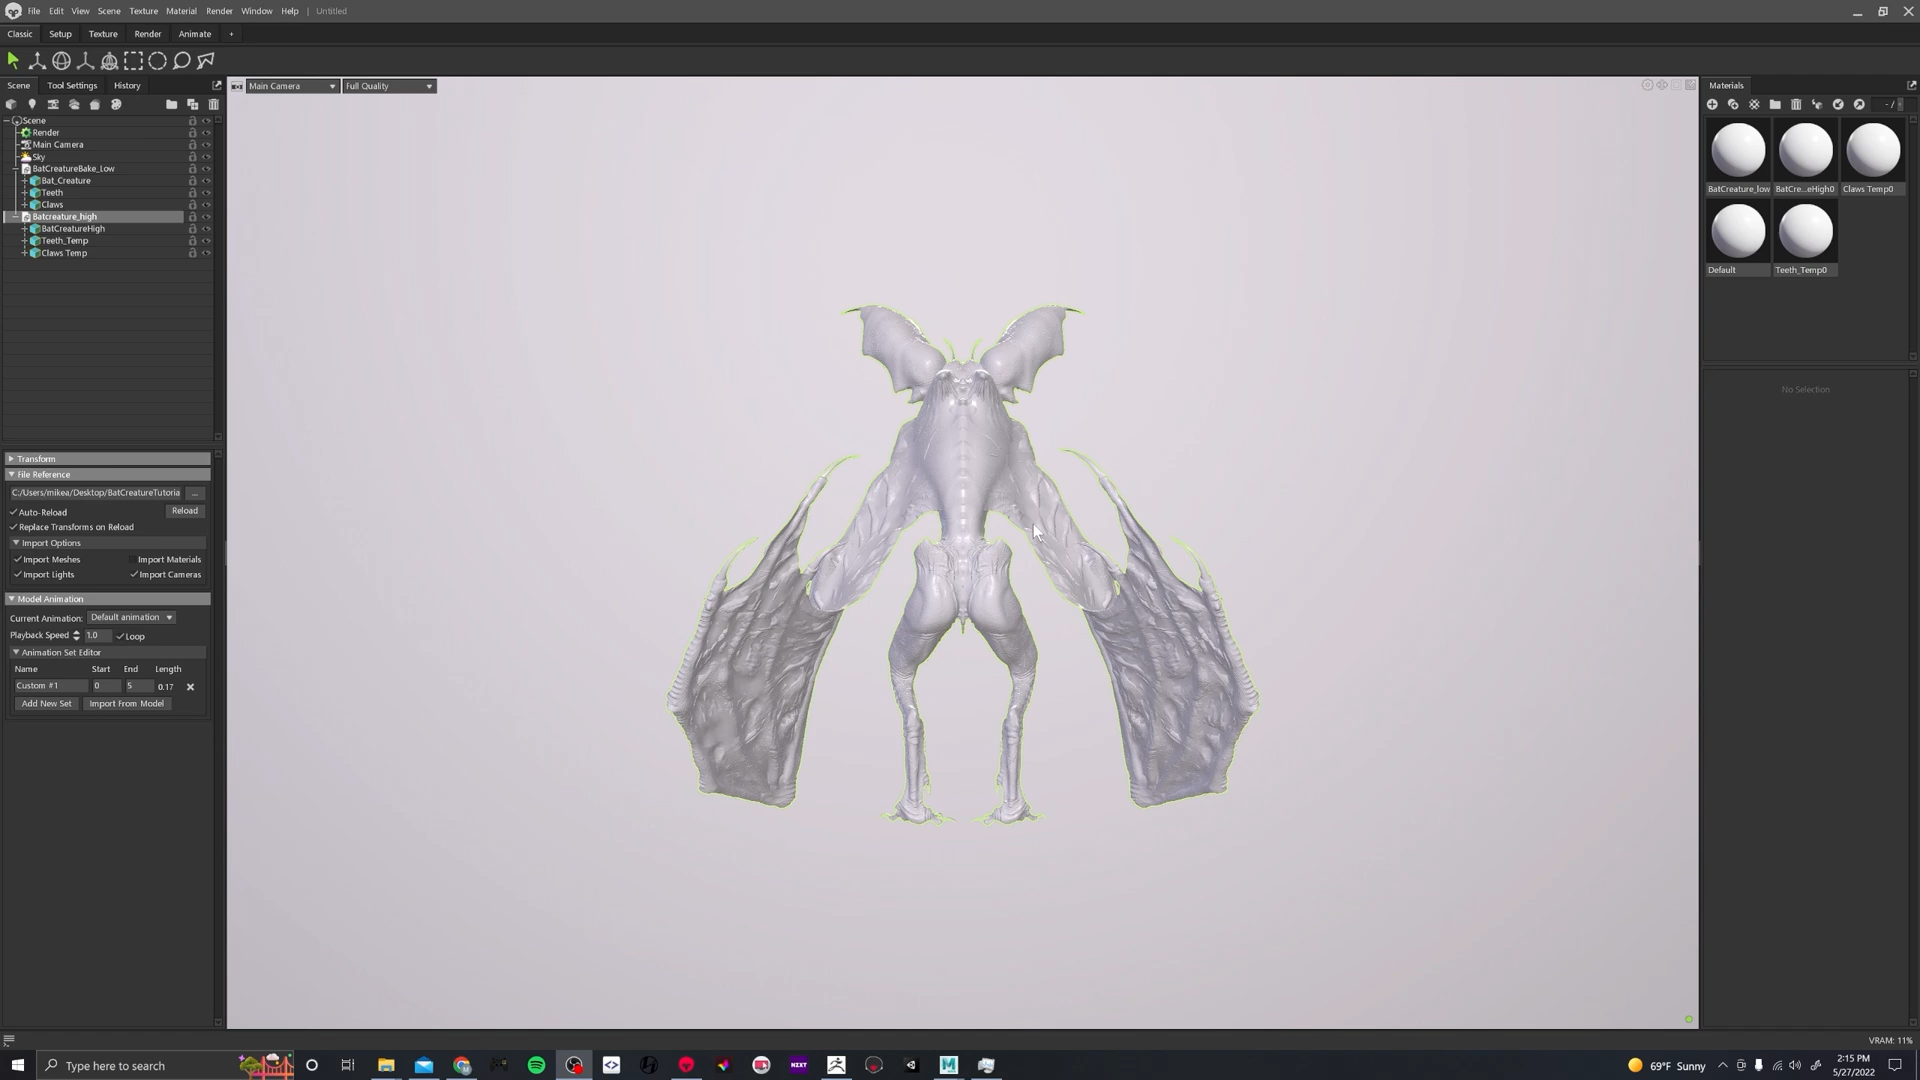 File Edit View Scene Texture Material Render Window Help | Untitled
Classic Setup Texture Render Animate +
Scene Tool Settings History
Main Camera Full Quality
Materials
- /
Scene
Render
Main Camera
Sky
BatCreatureBake_Low
Bat_Creature
Teeth
Claws
Batcreature_high
BatCreatureHigh
Teeth_Temp
Claws Temp
BatCreature_low BatCre...eHigh0 Claws Temp0
Default Teeth_Temp0
No Selection
Transform
File Reference
C:/Users/mikea/Desktop/BatCreatureTutoria ...
Auto-Reload Reload
Replace Transforms on Reload
Import Options
Import Meshes Import Materials
Import Lights Import Cameras
Model Animation
Current Animation: Default animation
Playback Speed 1.0 Loop
Animation Set Editor
Name Start End Length
Custom #1 0 5 0.17
Add New Set Import From Model
VRAM: 11%
Type here to search
NEXT
M
69°F Sunny
2:15 PM
5/27/2022